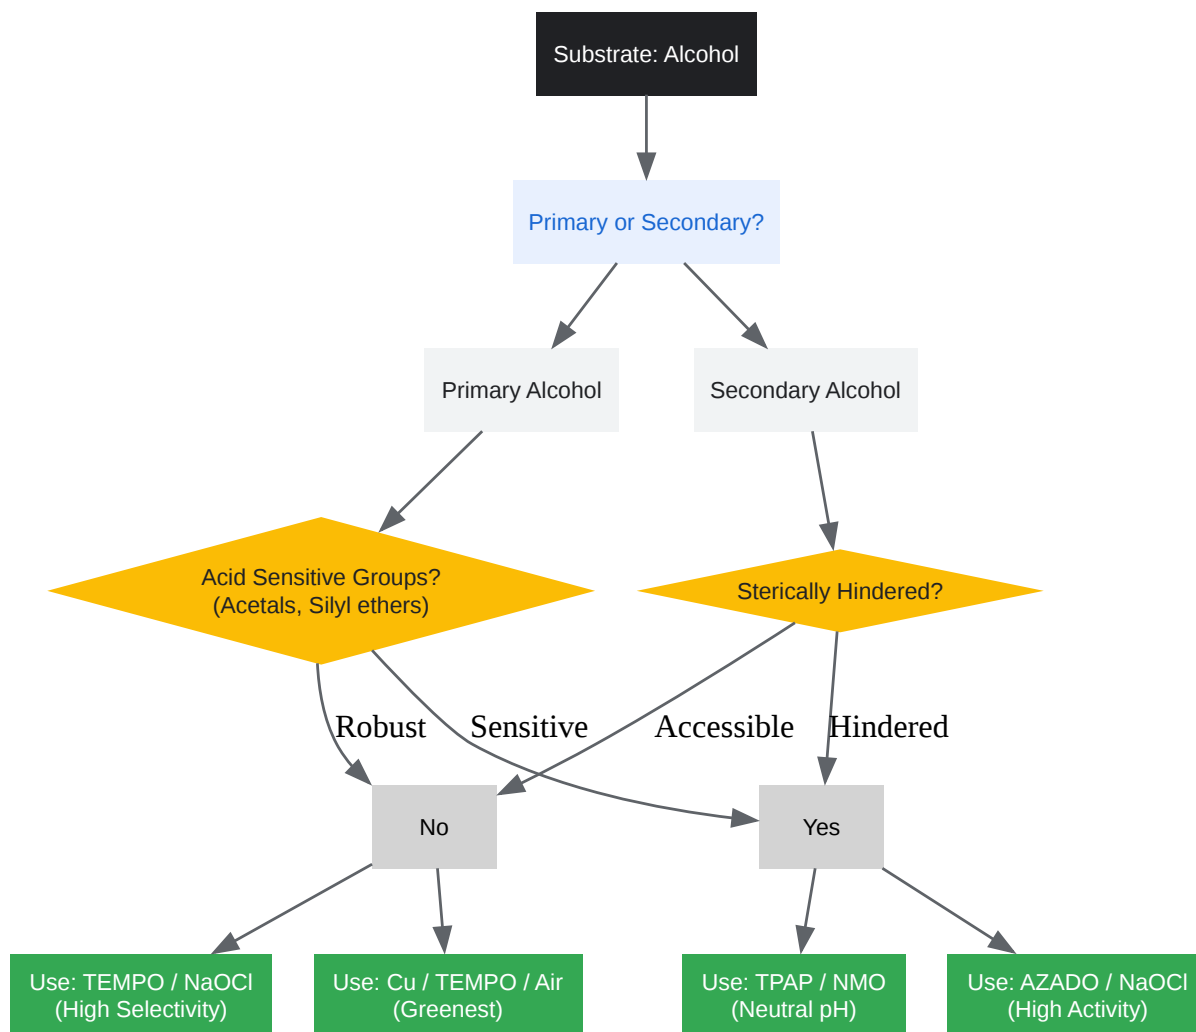 Substrate: Alcohol
Primary or Secondary?
Primary Alcohol
Secondary Alcohol
Acid Sensitive Groups?
(Acetals, Silyl ethers)
Sterically Hindered?
Robust
Sensitive
Accessible
Hindered
No
Yes
Use: TEMPO / NaOCl
(High Selectivity)
Use: Cu / TEMPO / Air
(Greenest)
Use: TPAP / NMO
(Neutral pH)
Use: AZADO / NaOCl
(High Activity)